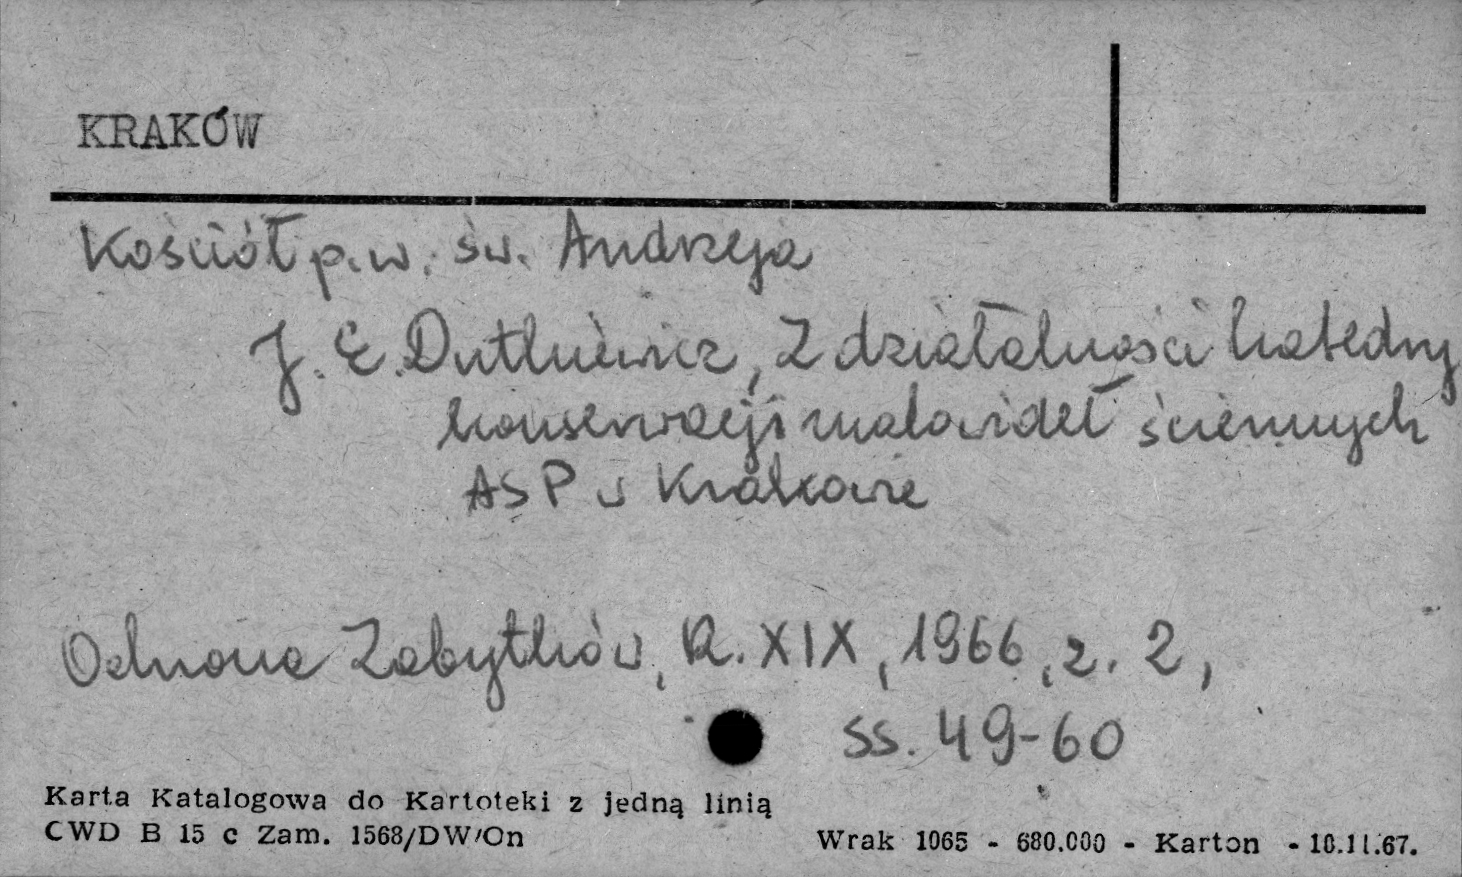 KRAKÓW
Kościół p.w. św. Andrzeja
J. E. Dutkiewicz, Z działalności katedry
konserwacji malowideł ściennych
ASP w Krakowie
Ochrona Zabytków, R. XIX, 1966, z. 2,
ss. 49-60
Karta Katalogowa do Kartoteki z jedną linią
CWD B 15 c Zam. 1568/DW/On
Wrak 1065 - 680.000 - Karton - 10.11.67.